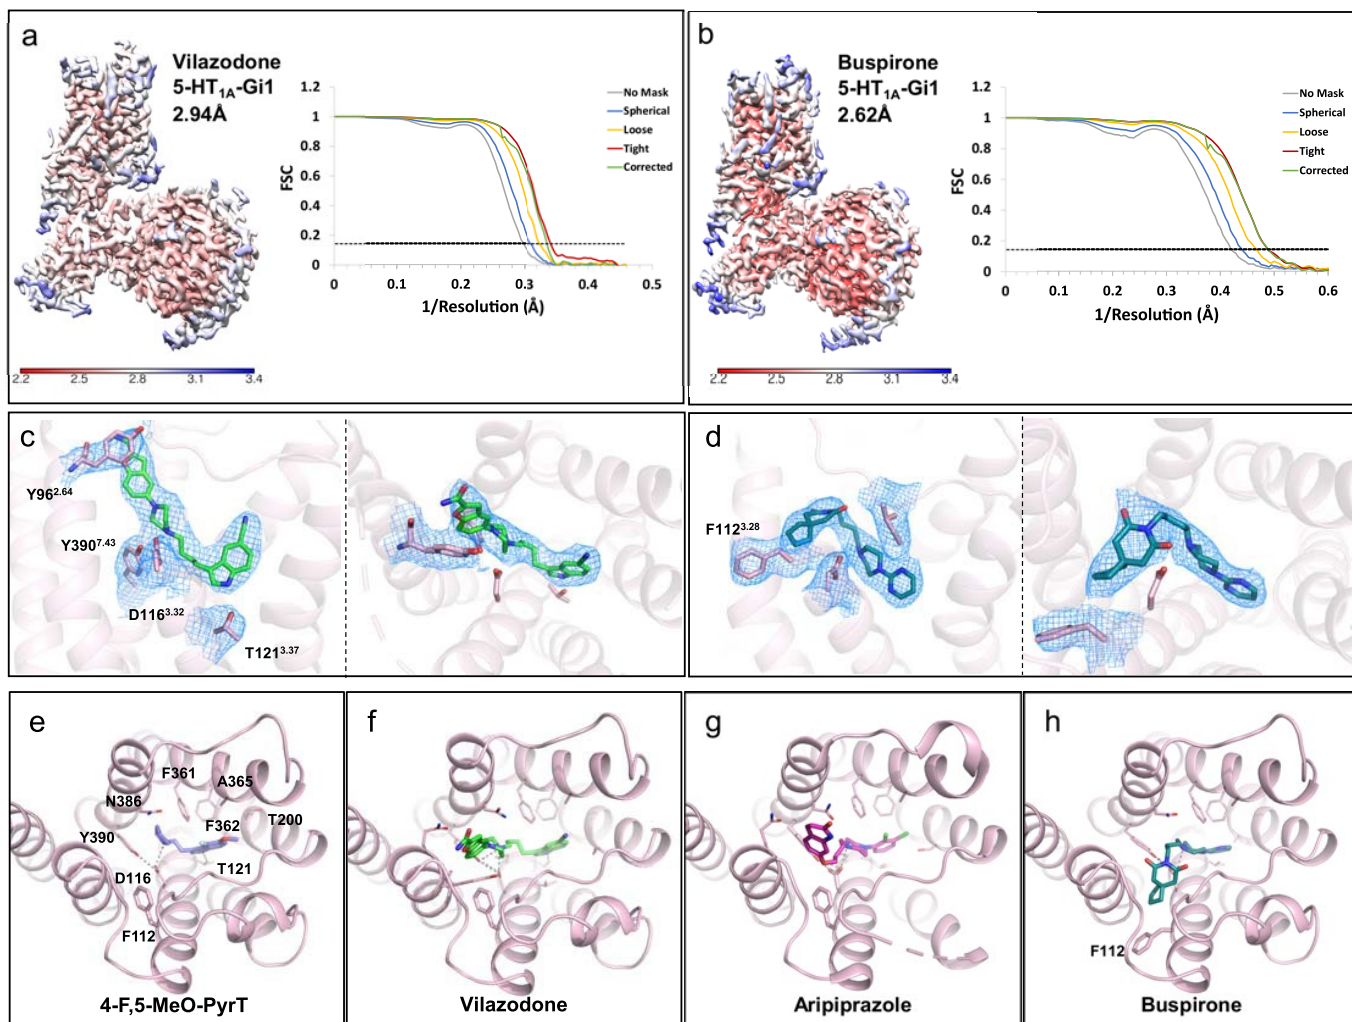 a
Vilazodone
5-HT1A-Gi1
2.94Å
1.2
1
0.8
0.6
0.4
0.2
0
FSC
0
0.1
0.2
0.3
0.4
0.5
1/Resolution (Å)
No Mask
Spherical
Loose
Tight
Corrected
2.2
2.5
2.8
3.1
3.4
b
Buspirone
5-HT1A-Gi1
2.62Å
1.2
1
0.8
0.6
0.4
0.2
0
FSC
0
0.1
0.2
0.3
0.4
0.5
0.6
1/Resolution (Å)
No Mask
Spherical
Loose
Tight
Corrected
2.2
2.5
2.8
3.1
3.4
c
Y962.64
Y3907.43
D1163.32
T1213.37
d
F1123.28
e
F361
A365
N386
F362
T200
Y390
T121
D116
F112
4-F,5-MeO-PyrT
f
Vilazodone
g
Aripiprazole
h
F112
Buspirone